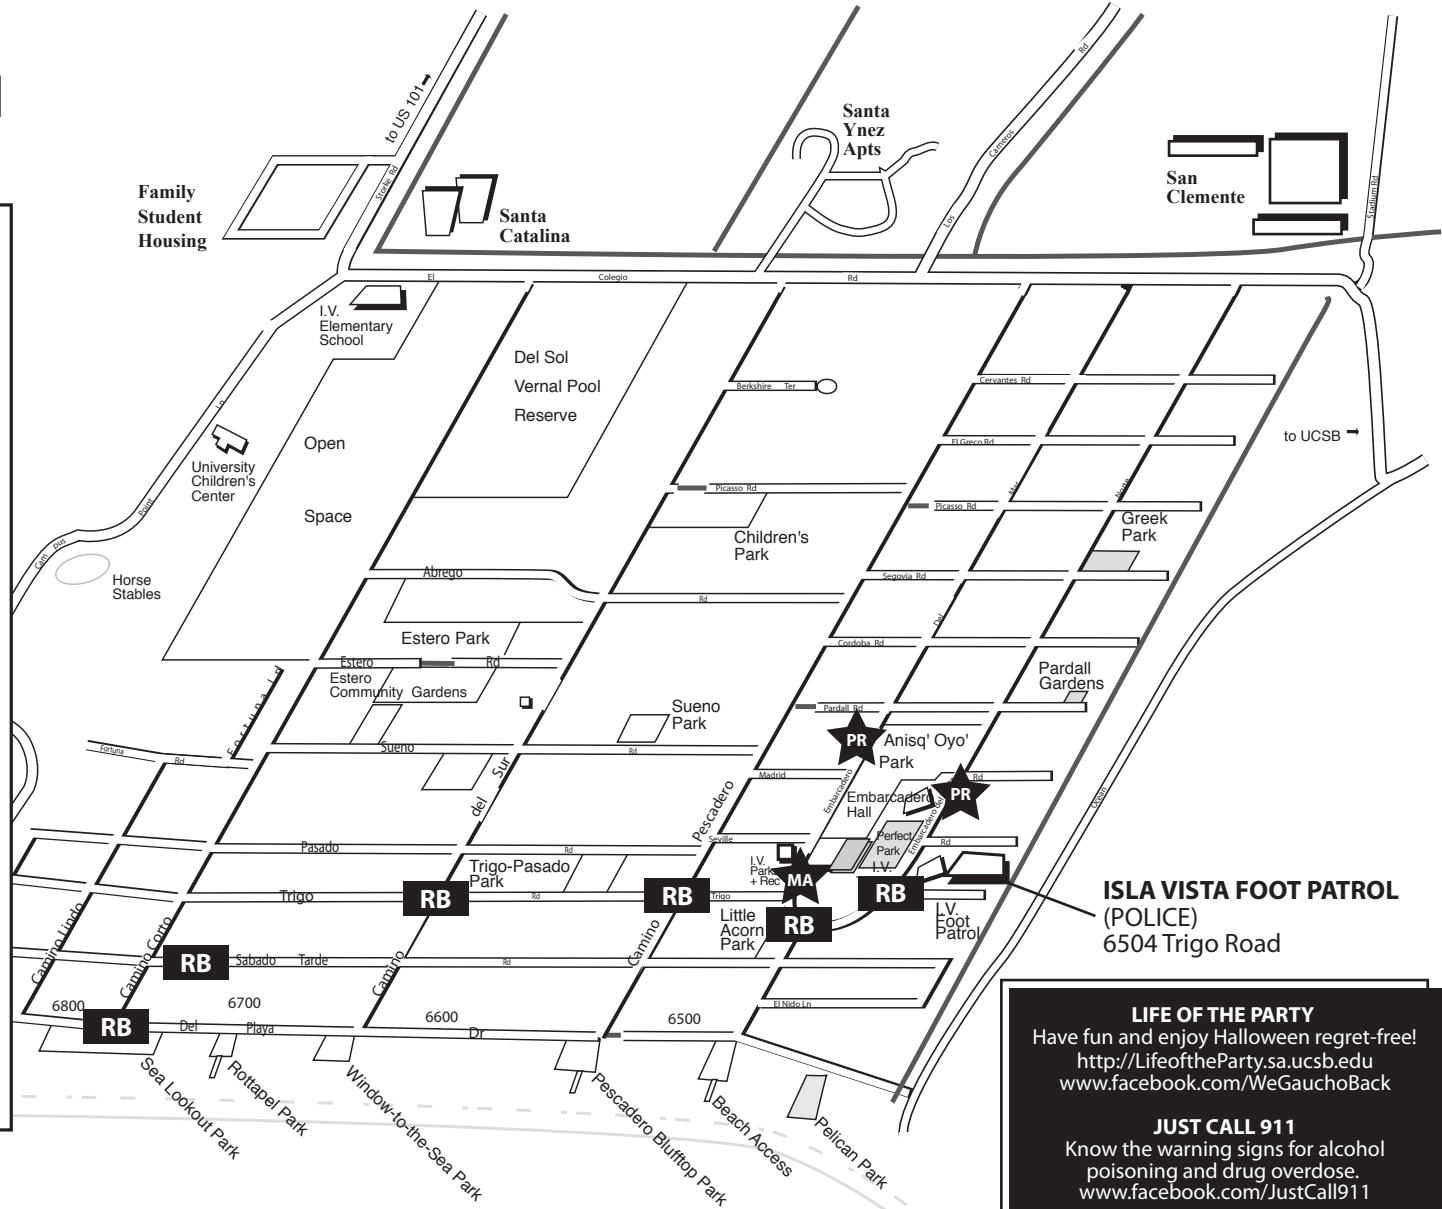 to US 101
Storke Rd
Family
Student
Housing
Santa
Catalina
Santa
Ynez
Apts
Los
Carneros
Rd
San
Clemente
Stadium Rd
El
Colegio
Rd
I.V.
Elementary
School
Del Sol
Vernal Pool
Reserve
Berkshire Ter
Cervantes Rd
El Greco Rd
to UCSB
Ln
Open
Space
University
Children's
Center
Point
Cam pus
Picasso Rd
Picasso Rd
Mar
Norte
Greek
Park
Children's
Park
Horse
Stables
Abrego
Rd
Segovia Rd
Del
Estero Park
Cordoba Rd
Estero
Rd
Estero
Community Gardens
Pardall
Gardens
Fortuna Ln
Sueno
Park
Pardall Rd
PR
Anisq' Oyo'
Park
Fortuna
Rd
Sueno
Rd
Madrid
Rd
PR
del Sur
Pescadero
Embarcadero
Embarcadero
Hall
Embarcadero del
Ocean
Perfect
Park
Seville
Rd
Pasado
Rd
Trigo-Pasado
Park
I.V.
Park
+ Rec
MA
I.V.
Trigo
RB
Rd
RB
Trigo
RB
RB
Little
Acorn
Park
I.V.
Foot
Patrol
ISLA VISTA FOOT PATROL
(POLICE)
6504 Trigo Road
Camino Lindo
Camino Corto
Camino
Camino
RB
Sabado Tarde
Rd
El Nido Ln
6800
6700
6600
6500
RB
Del
Playa
Dr
Sea Lookout Park
Rottapel Park
Window-to-the-Sea Park
Pescadero Blufftop Park
Beach Access
Pelican Park
LIFE OF THE PARTY
Have fun and enjoy Halloween regret-free!
http://LifeoftheParty.sa.ucsb.edu
www.facebook.com/WeGauchoBack
JUST CALL 911
Know the warning signs for alcohol
poisoning and drug overdose.
www.facebook.com/JustCall911